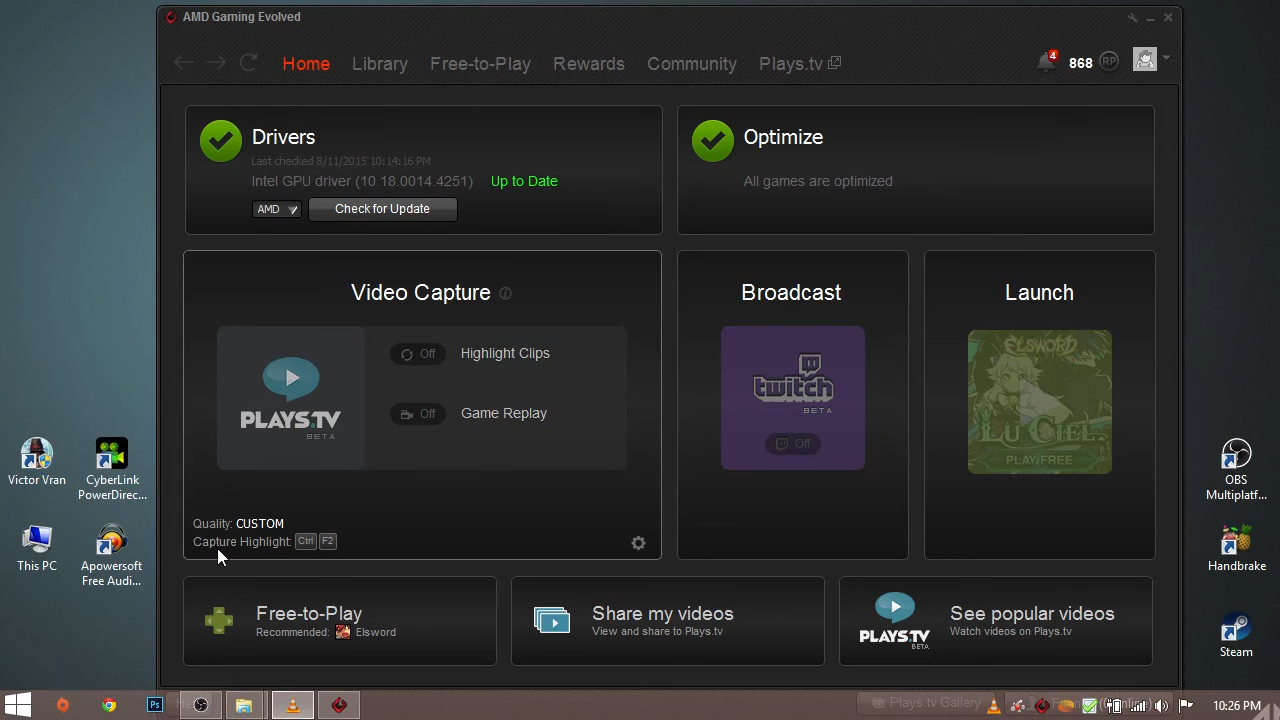 AMD Gaming Evolved
Home Library Free-to-Play Rewards Community Plays.tv
4
868 RP
Drivers
Last checked 8/11/2015 10:14:16 PM
Intel GPU driver (10.18.0014.4251) Up to Date
AMD Check for Update
Optimize
All games are optimized
Video Capture
PLAYS.TV
BETA
Off Highlight Clips
Off Game Replay
Quality: CUSTOM
Capture Highlight: Ctrl F2
Broadcast
twitch
BETA
Off
Launch
ELSWORD
LU CIEL
PLAY FREE
Free-to-Play
Recommended: Elsword
Share my videos
View and share to Plays.tv
PLAYS.TV
BETA
See popular videos
Watch videos on Plays.tv
Victor Vran
CyberLink
PowerDirec...
This PC
Apowersoft
Free Audi...
OBS
Multiplatf...
Handbrake
Steam
Ps
Plays.tv Gallery
10:26 PM